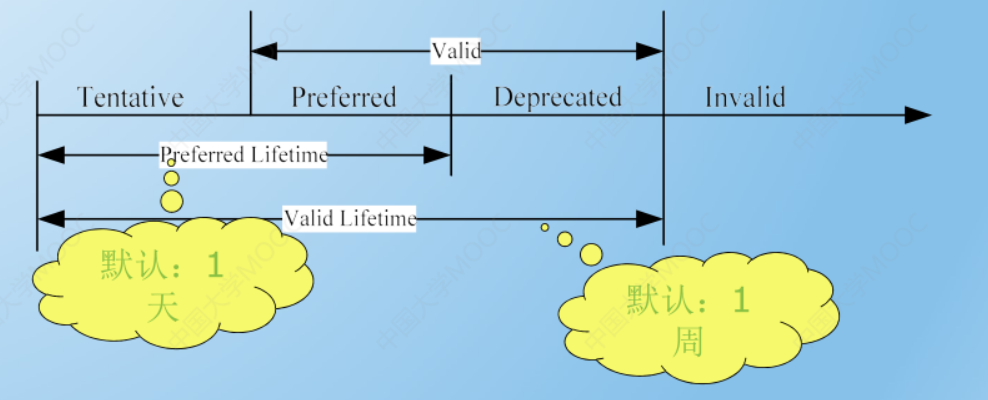 Valid
Tentative
Preferred
Deprecated
Invalid
Preferred Lifetime
Valid Lifetime
默认：1
天
默认：1
周
中国大学MOOC